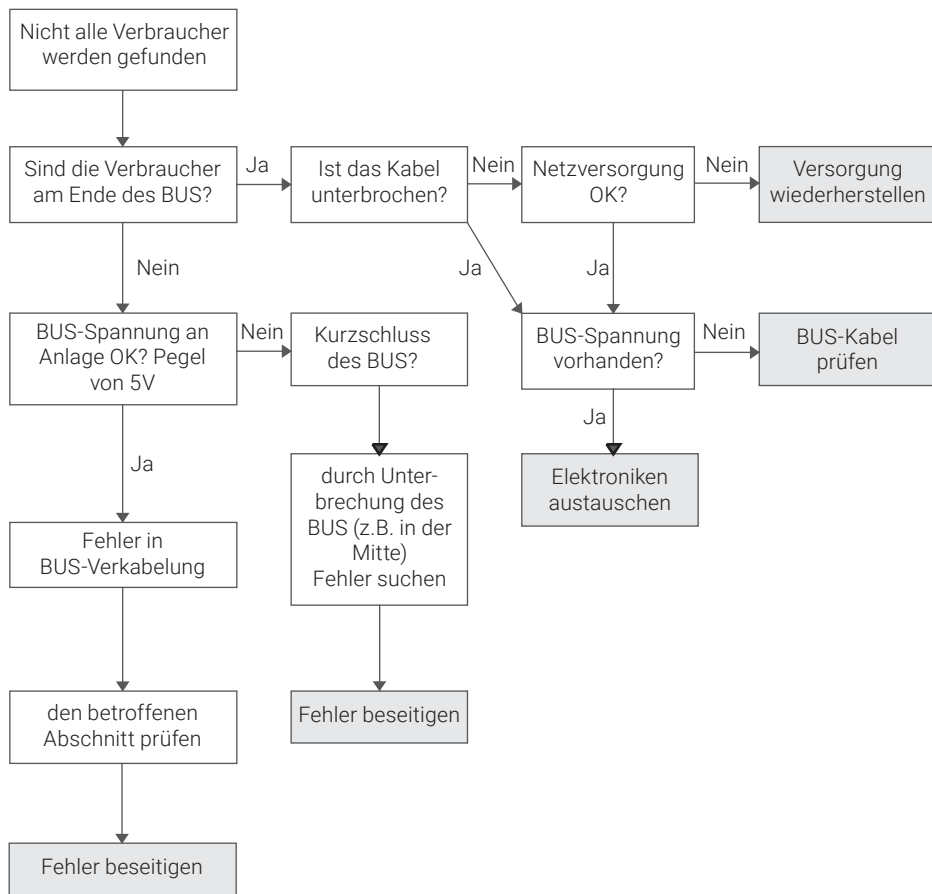 Nicht alle Verbraucher
werden gefunden
Sind die Verbraucher
am Ende des BUS?
Ja
Ist das Kabel
unterbrochen?
Nein
Netzversorgung
OK?
Nein
Versorgung
wiederherstellen
Nein
Ja
Ja
BUS-Spannung an
Anlage OK? Pegel
von 5V
Nein
Kurzschluss
des BUS?
BUS-Spannung
vorhanden?
Nein
BUS-Kabel
prüfen
Ja
Ja
durch Unter-
brechung des
BUS (z.B. in der
Mitte)
Fehler suchen
Elektroniken
austauschen
Fehler in
BUS-Verkabelung
den betroffenen
Abschnitt prüfen
Fehler beseitigen
Fehler beseitigen